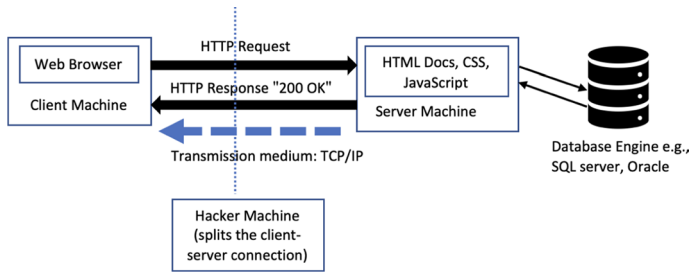 HTTP Request
Web Browser
Client Machine
HTTP Response "200 OK"
HTML Docs, CSS,
JavaScript
Server Machine
Transmission medium: TCP/IP
Database Engine e.g.,
SQL server, Oracle
Hacker Machine
(splits the client-
server connection)